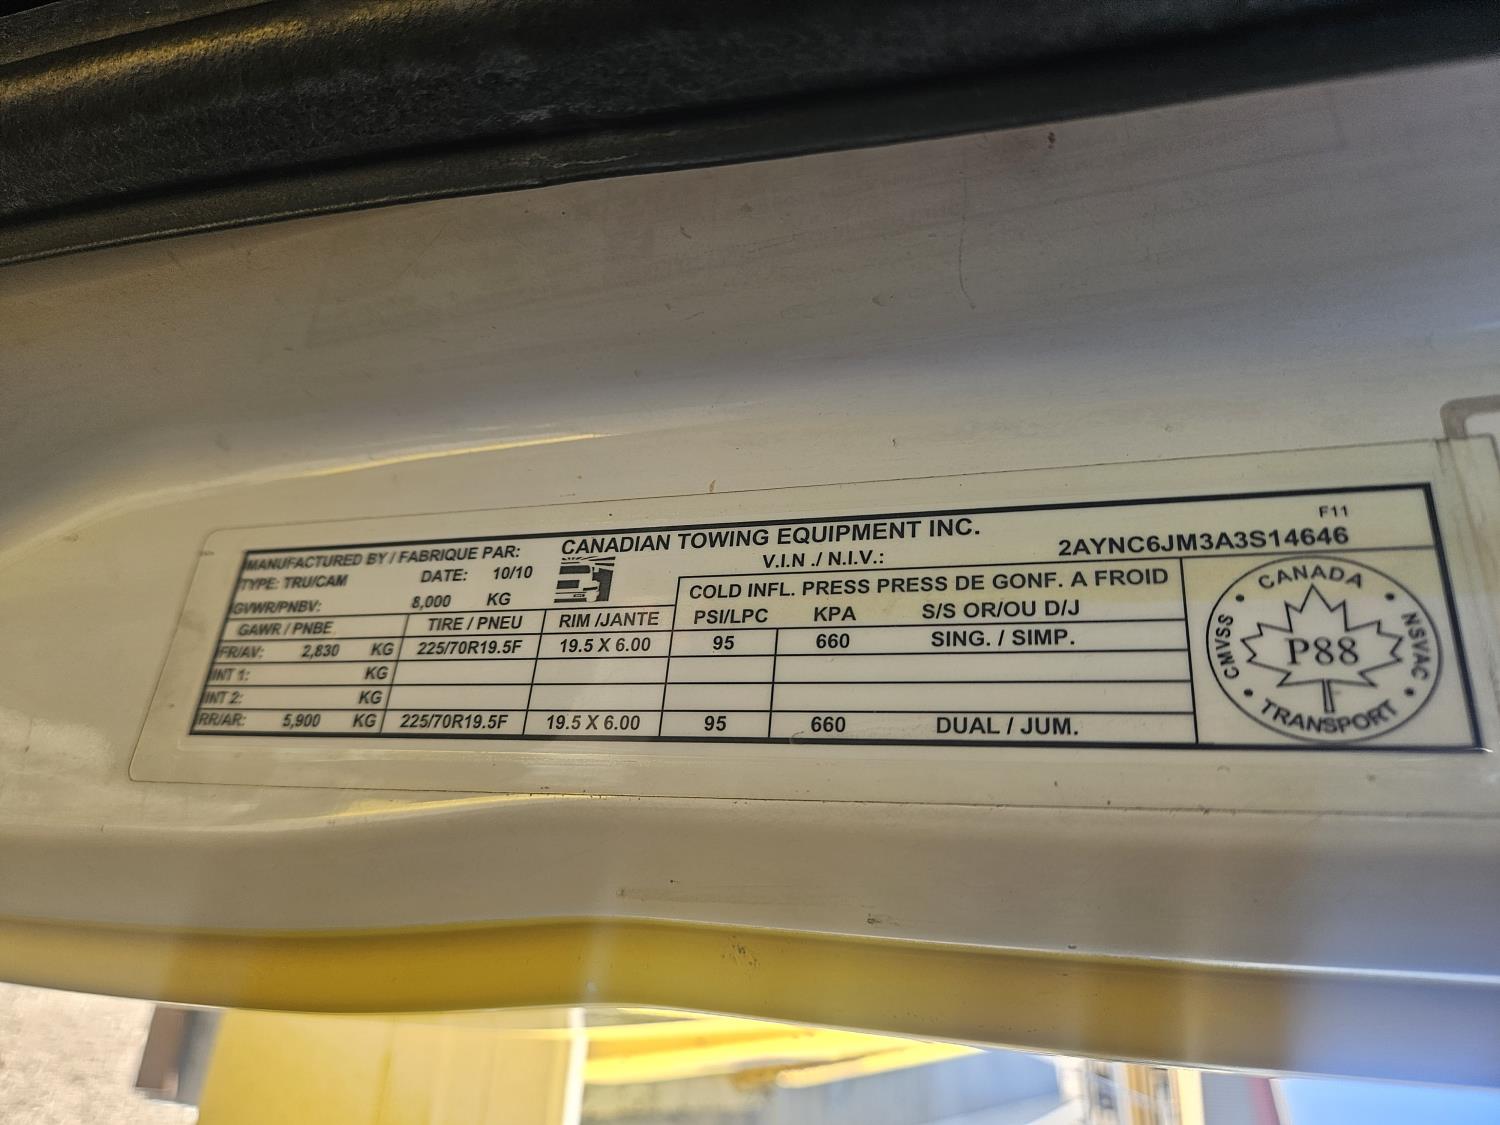 F11
MANUFACTURED BY / FABRIQUE PAR: CANADIAN TOWING EQUIPMENT INC.
TYPE: TRU/CAM DATE: 10/10 V.I.N ./ N.I.V.: 2AYNC6JM3A3S14646
GVWR/PNBV: 8,000 KG COLD INFL. PRESS PRESS DE GONF. A FROID
GAWR / PNBE TIRE / PNEU RIM /JANTE PSI/LPC KPA S/S OR/OU D/J
FR/AV: 2,830 KG 225/70R19.5F 19.5 X 6.00 95 660 SING. / SIMP.
INT 1: KG
INT 2: KG
RR/AR: 5,900 KG 225/70R19.5F 19.5 X 6.00 95 660 DUAL / JUM.
CANADA
CMVSS • NSVAC
P88
TRANSPORT